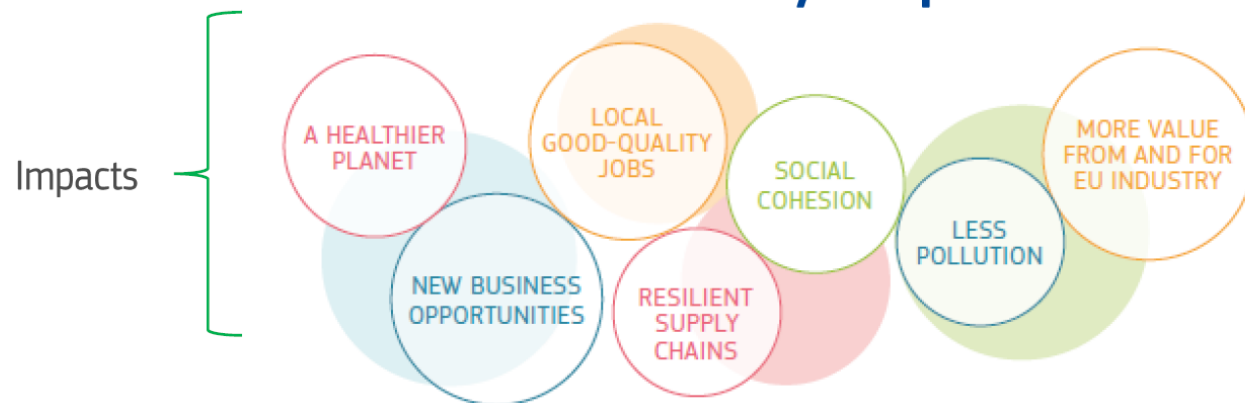 Impacts
A HEALTHIER
PLANET
LOCAL
GOOD-QUALITY
JOBS
SOCIAL
COHESION
MORE VALUE
FROM AND FOR
EU INDUSTRY
NEW BUSINESS
OPPORTUNITIES
RESILIENT
SUPPLY
CHAINS
LESS
POLLUTION